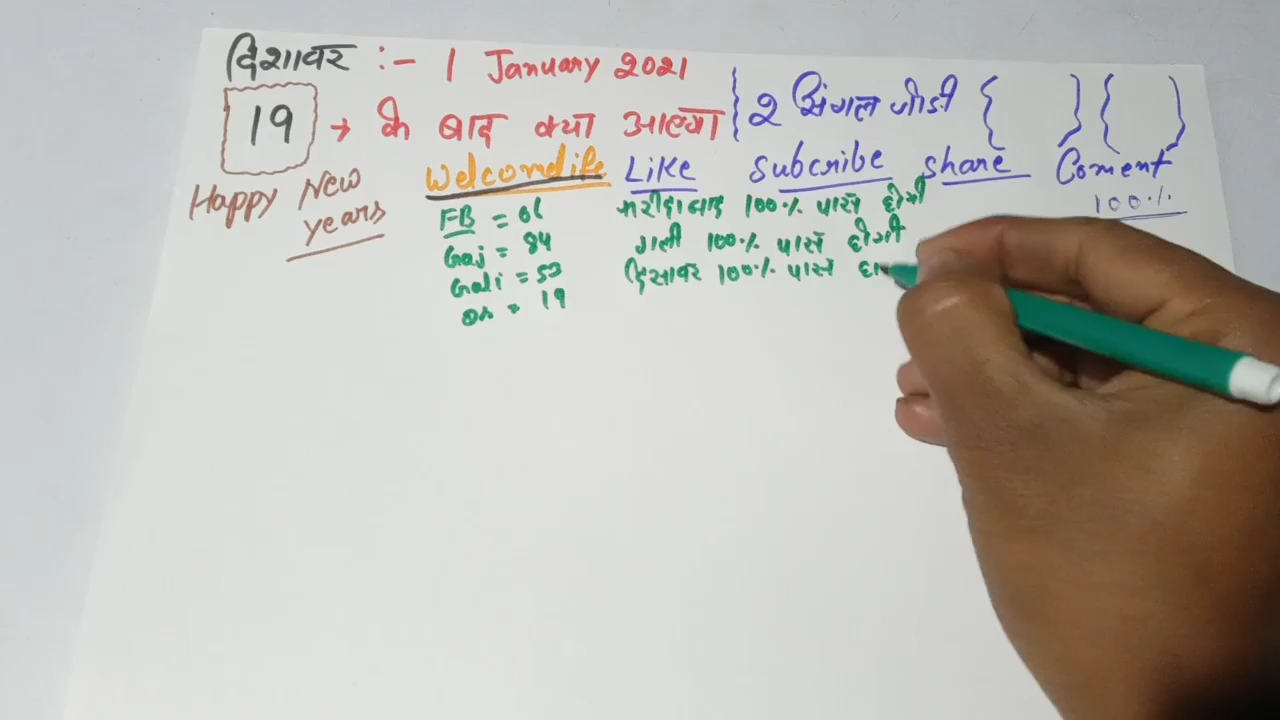 दिशावर :- 1 January 2021
19 → के बाद क्या आएगा { 2 सिंगल जोडी { } { }
Welcomelife Like Subcribe share Coment
Happy New years
100%
FB = 06 फरीदाबाद 100% पास होगी
Gaj = 84 गली 100% पास होगी
Gali = 53 दिसावर 100% पास हो
Ds = 19